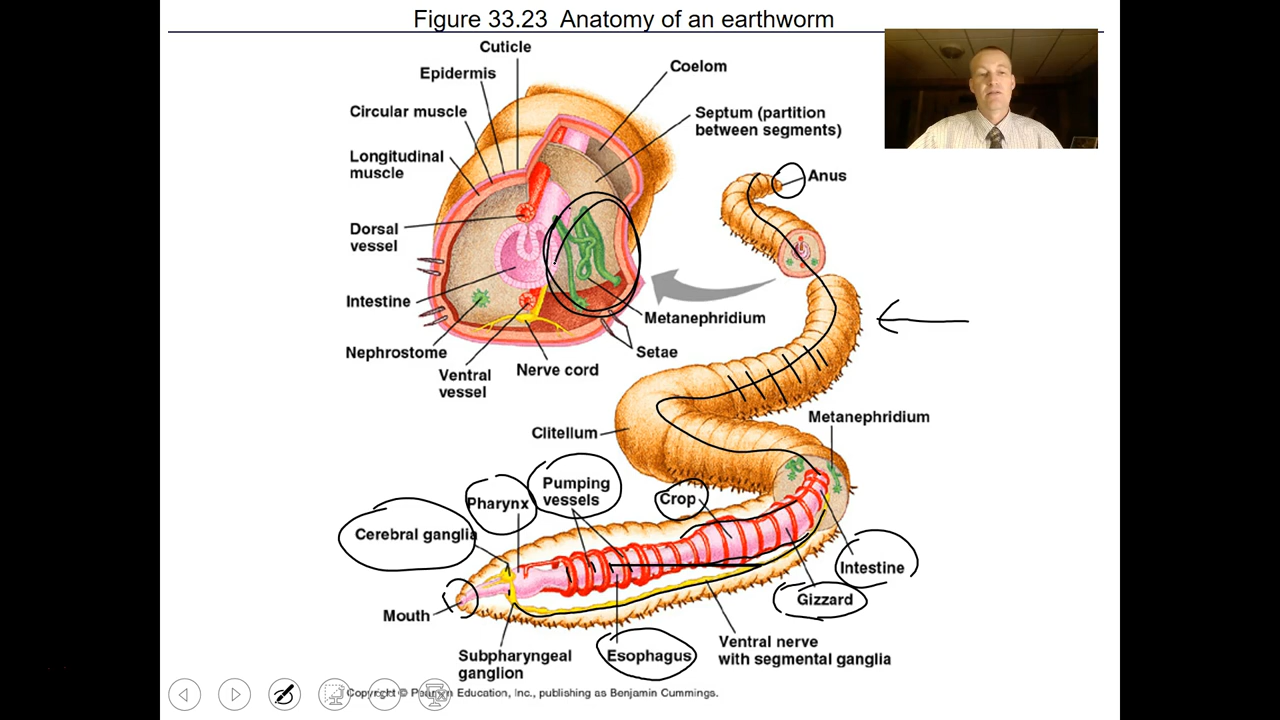 Figure 33.23 Anatomy of an earthworm
Cuticle
Epidermis
Circular muscle
Longitudinal
muscle
Dorsal
vessel
Intestine
Nephrostome
Ventral
vessel
Nerve cord
Coelom
Septum (partition
between segments)
Metanephridium
Setae
Anus
Clitellum
Metanephridium
Pharynx
Pumping
vessels
Crop
Cerebral ganglia
Intestine
Gizzard
Mouth
Subpharyngeal
ganglion
Esophagus
Ventral nerve
with segmental ganglia
Copyright © Pearson Education, Inc., publishing as Benjamin Cummings.